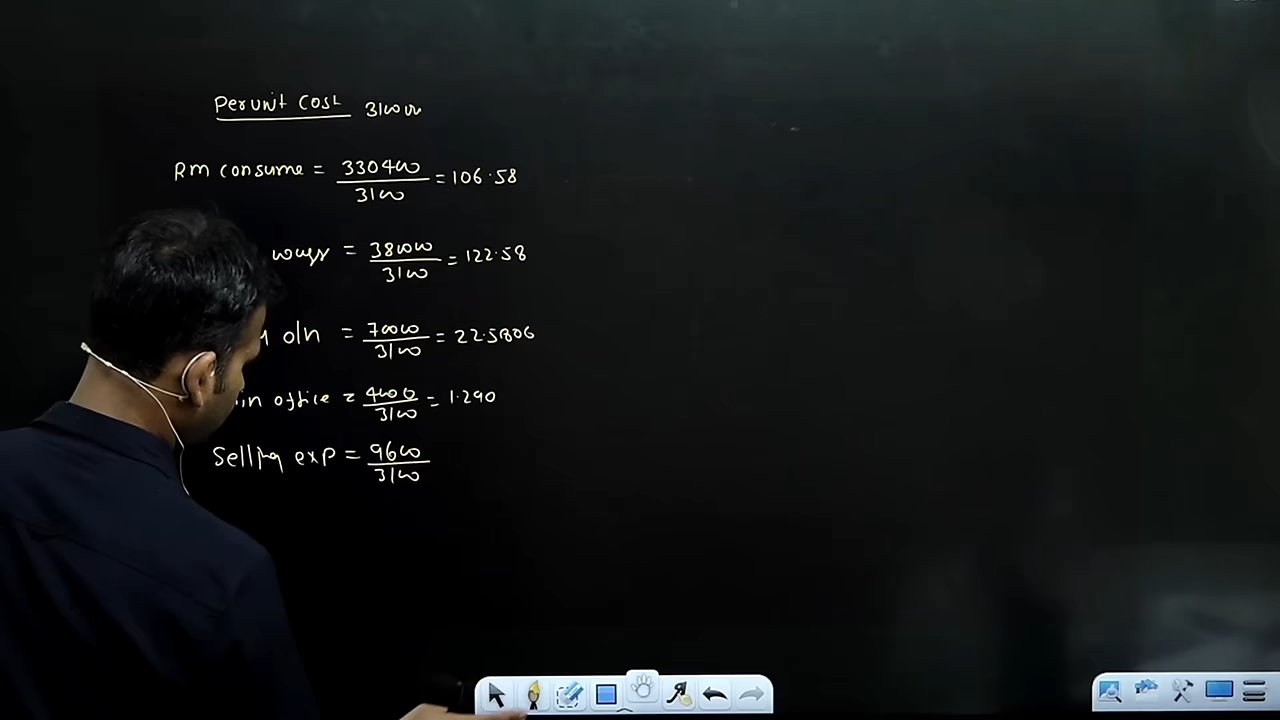 Per unit Cost 3100 un
RM consume = 330400 / 3100 = 106.58
wages = 380000 / 3100 = 122.58
o/h = 70000 / 3100 = 22.5806
in office = 4000 / 3100 = 1.290
Selling exp = 9600 / 3100